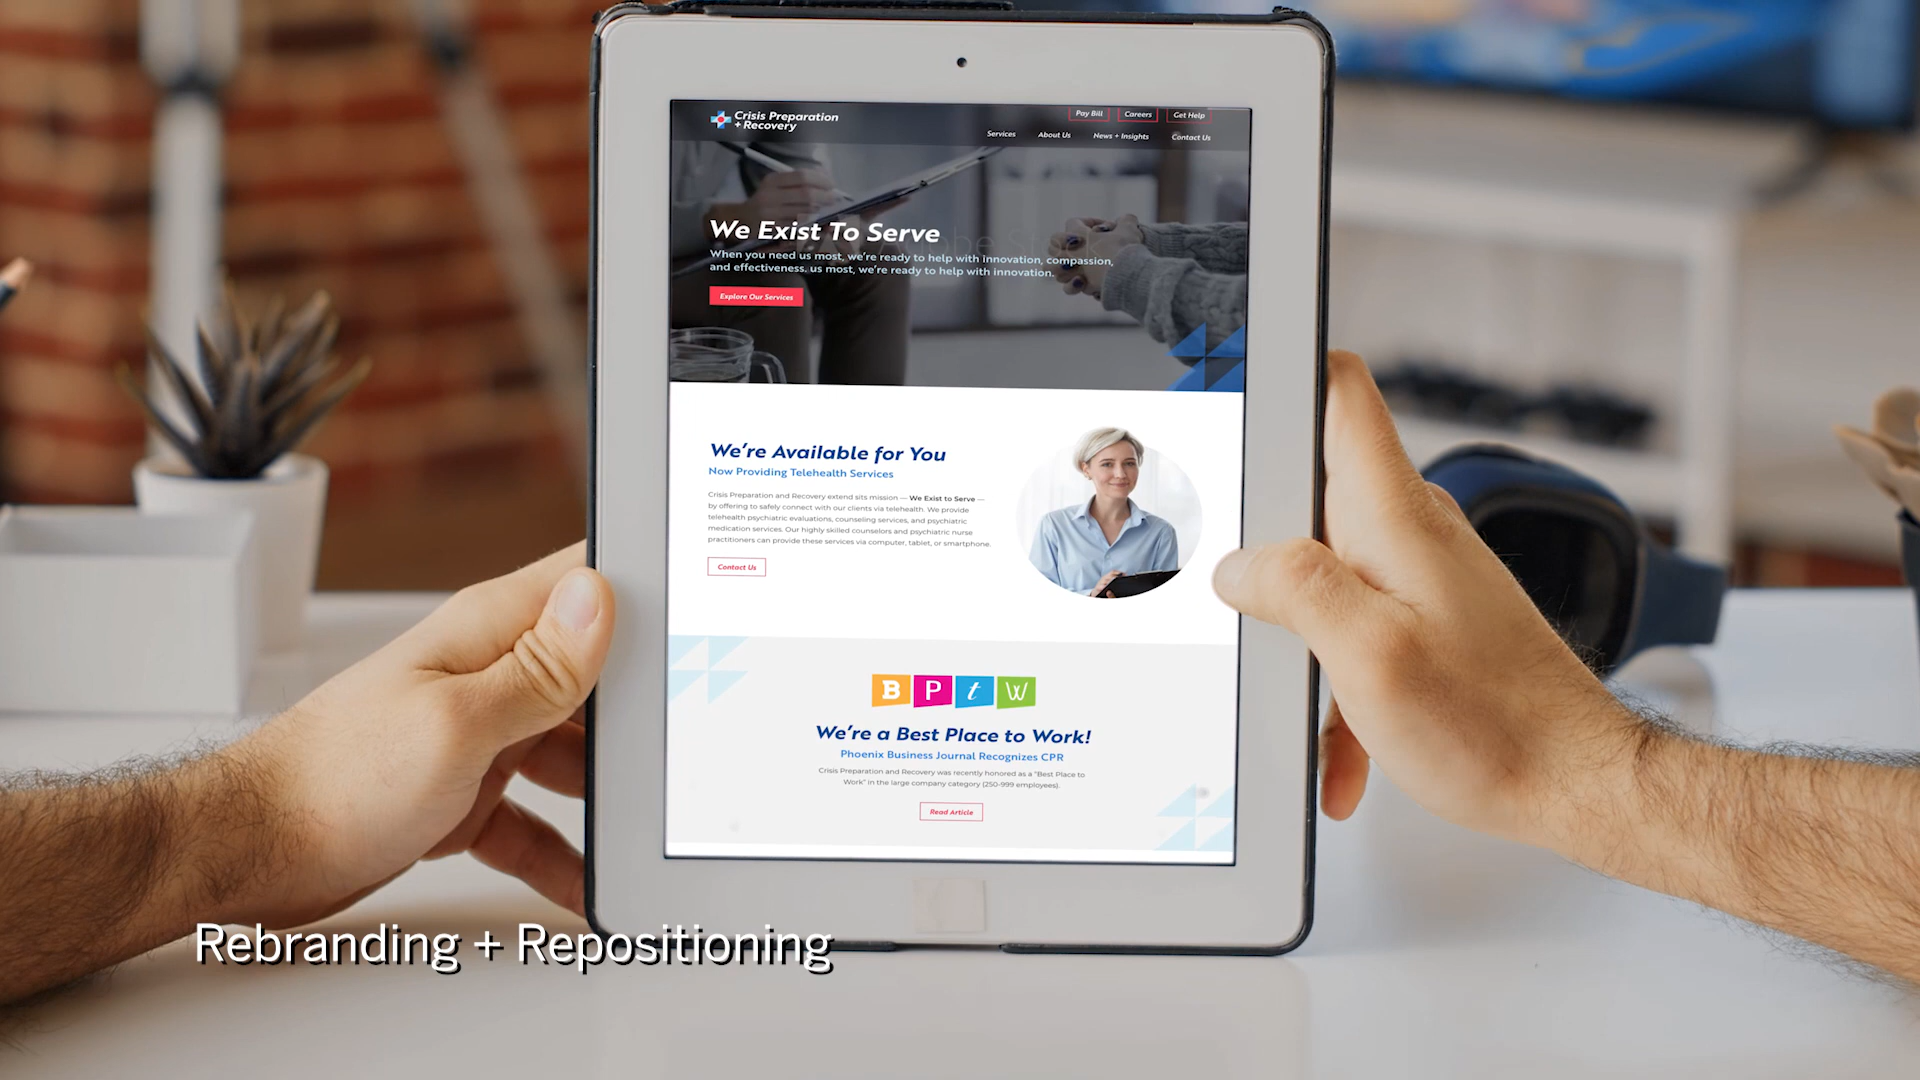 Crisis Preparation
+ Recovery
Pay Bill
Careers
Get Help
Services
About Us
News + Insights
Contact Us
We Exist To Serve
When you need us most, we're ready to help with innovation, compassion,
and effectiveness. us most, we're ready to help with innovation.
Explore Our Services
We're Available for You
Now Providing Telehealth Services
Crisis Preparation and Recovery extend sits mission — We Exist to Serve —
by offering to safely connect with our clients via telehealth. We provide
telehealth psychiatric evaluations, counseling services, and psychiatric
medication services. Our highly skilled counselors and psychiatric nurse
practitioners can provide these services via computer, tablet, or smartphone.
Contact Us
B P t W
We're a Best Place to Work!
Phoenix Business Journal Recognizes CPR
Crisis Preparation and Recovery was recently honored as a "Best Place to
Work" in the large company category (250-999 employees).
Read Article
Rebranding + Repositioning